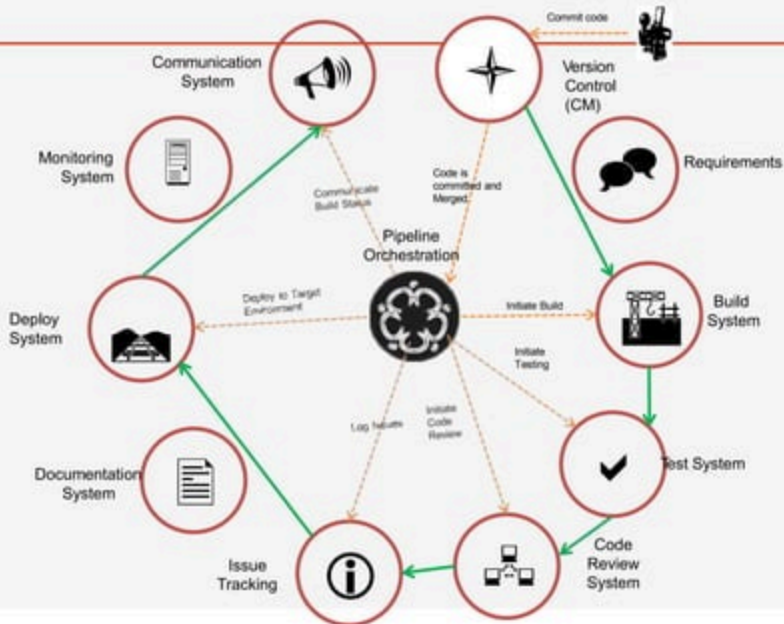 Commit code
Communication
System
Version
Control
(CM)
Monitoring
System
Requirements
Communicate
Build Status
Code is
committed and
Merged.
Pipeline
Orchestration
Deploy
System
Deploy to Target
Environment
Initiate Build
Build
System
Initiate
Testing
Log Issues
Initiate
Code
Review
Documentation
System
Test System
Issue
Tracking
Code
Review
System